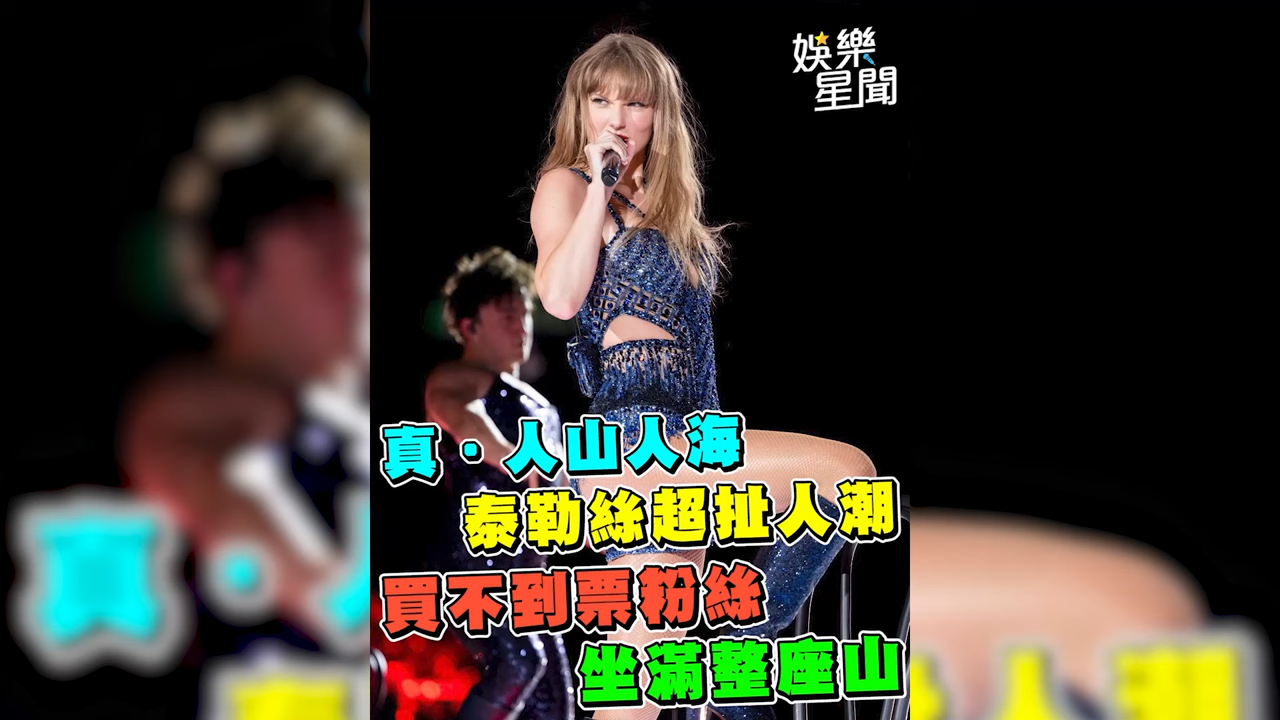 娛樂
星聞
真·人山人海
泰勒絲超扯人潮
買不到票粉絲
坐滿整座山